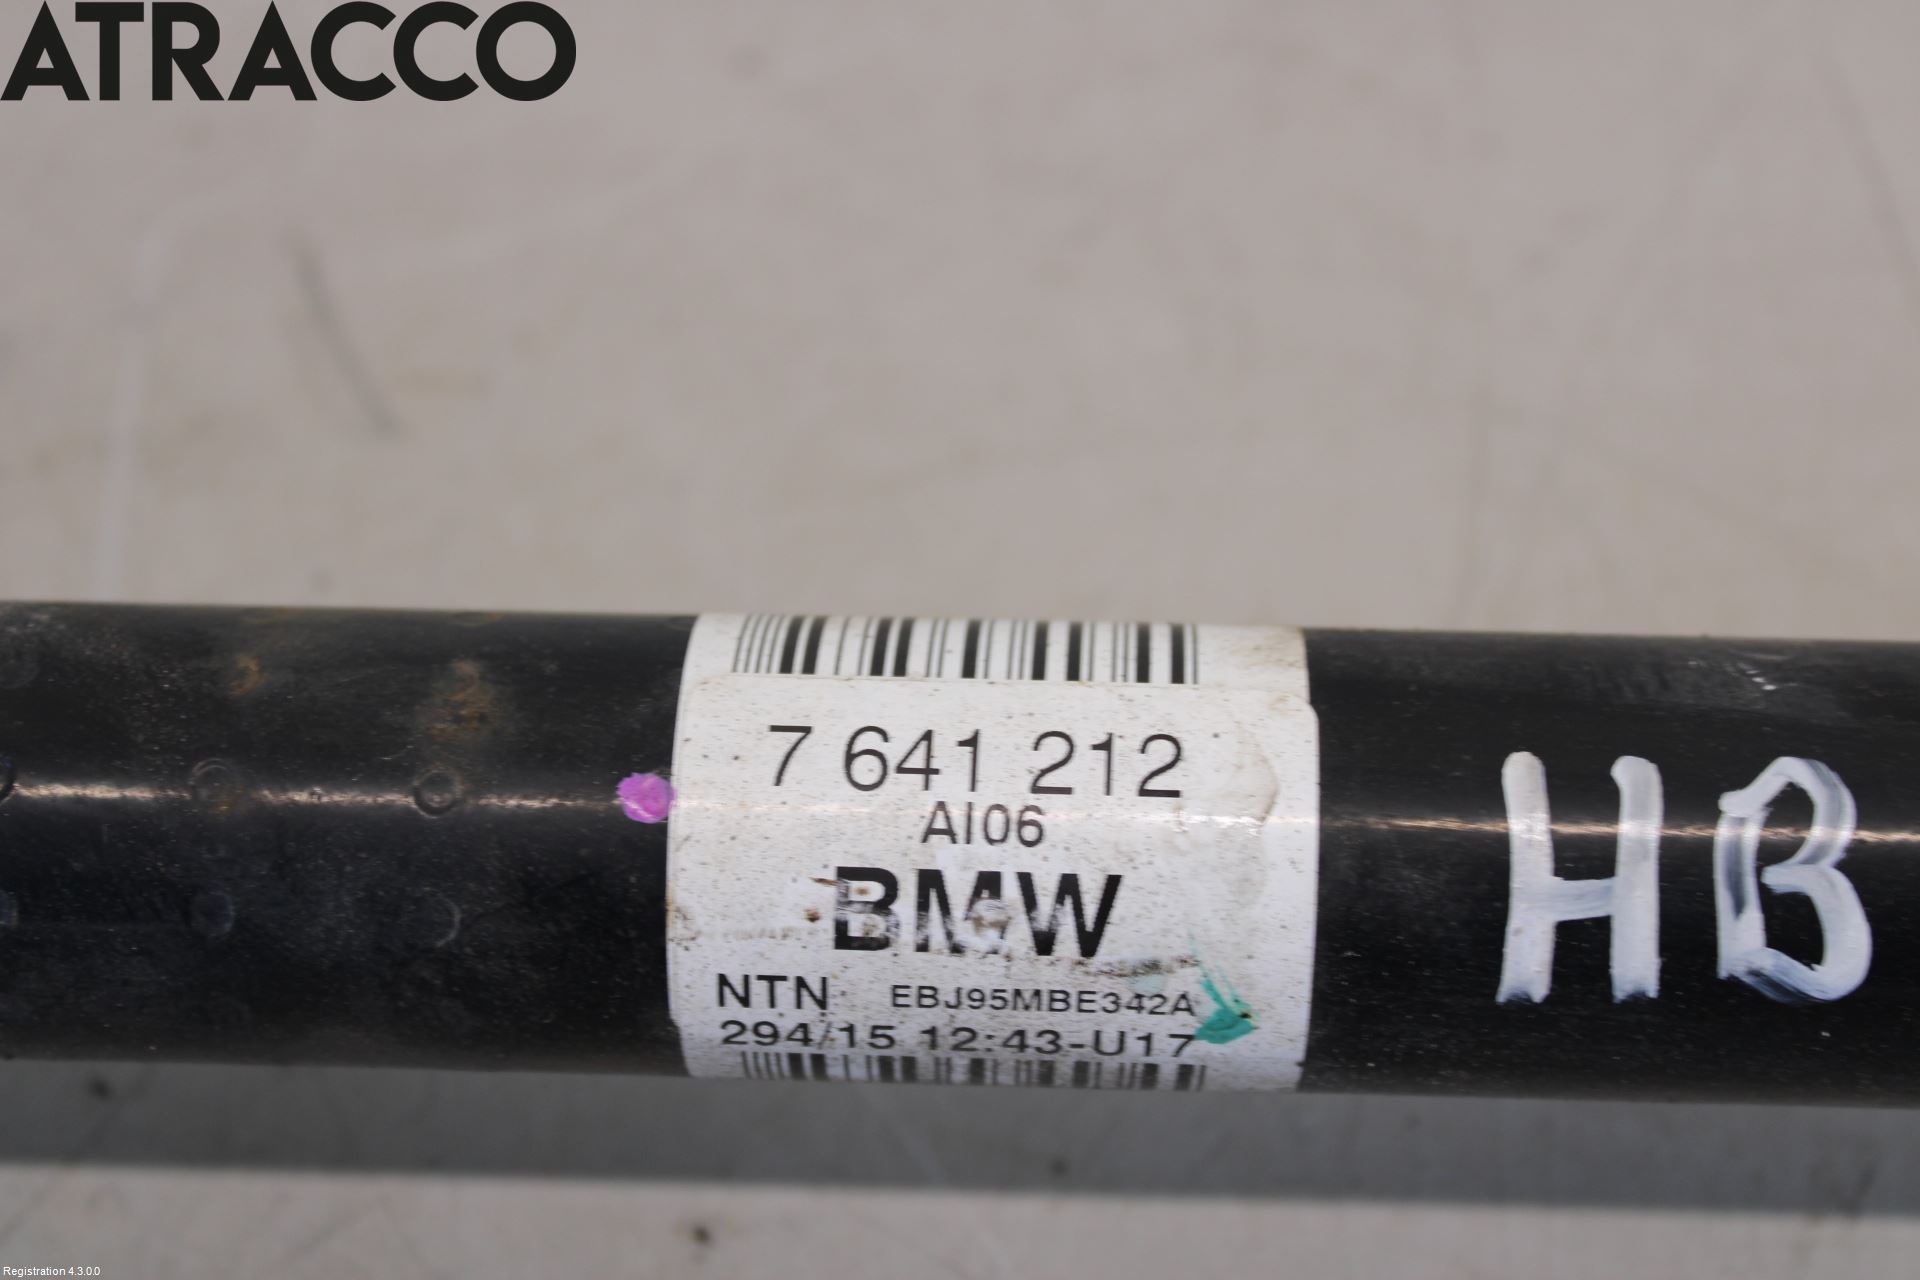 ATRACCO
7 641 212
AI06
BMW
NTN EBJ95MBE342A
294/15 12:43-U17
HB
Registration 4.3.0.0